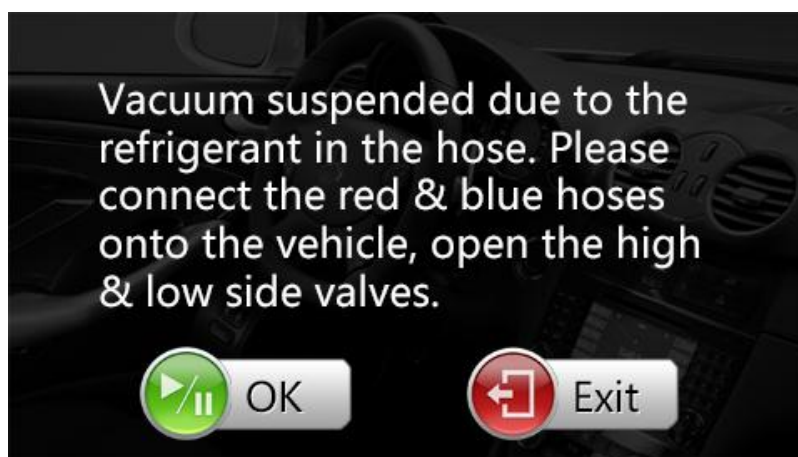 Vacuum suspended due to the
refrigerant in the hose. Please
connect the red & blue hoses
onto the vehicle, open the high
& low side valves.
OK
Exit